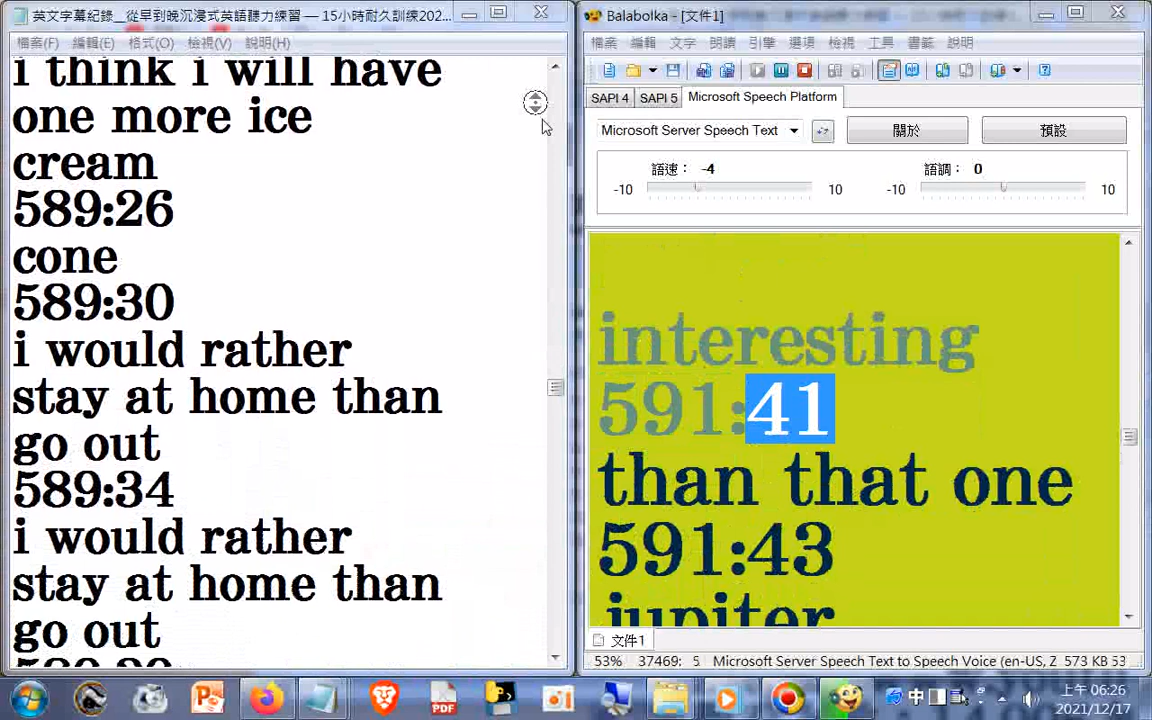 英文字幕紀錄__從早到晚沉浸式英語聽力練習 — 15小時耐久訓練202...
檔案(F) 編輯(E) 格式(O) 檢視(V) 說明(H)
i think i will have
one more ice
cream
589:26
cone
589:30
i would rather
stay at home than
go out
589:34
i would rather
stay at home than
go out
Balabolka - [文件1]
檔案 編輯 文字 朗讀 引擎 選項 檢視 工具 書籤 說明
SAPI 4 SAPI 5 Microsoft Speech Platform
Microsoft Server Speech Text 關於 預設
語速: -4 語調: 0
-10 10 -10 10
interesting
591:41
than that one
591:43
jupiter
文件1
53% 37469: 5 Microsoft Server Speech Text to Speech Voice (en-US, Z 573 KB 53
PDF 中 上午 06:26
2021/12/17